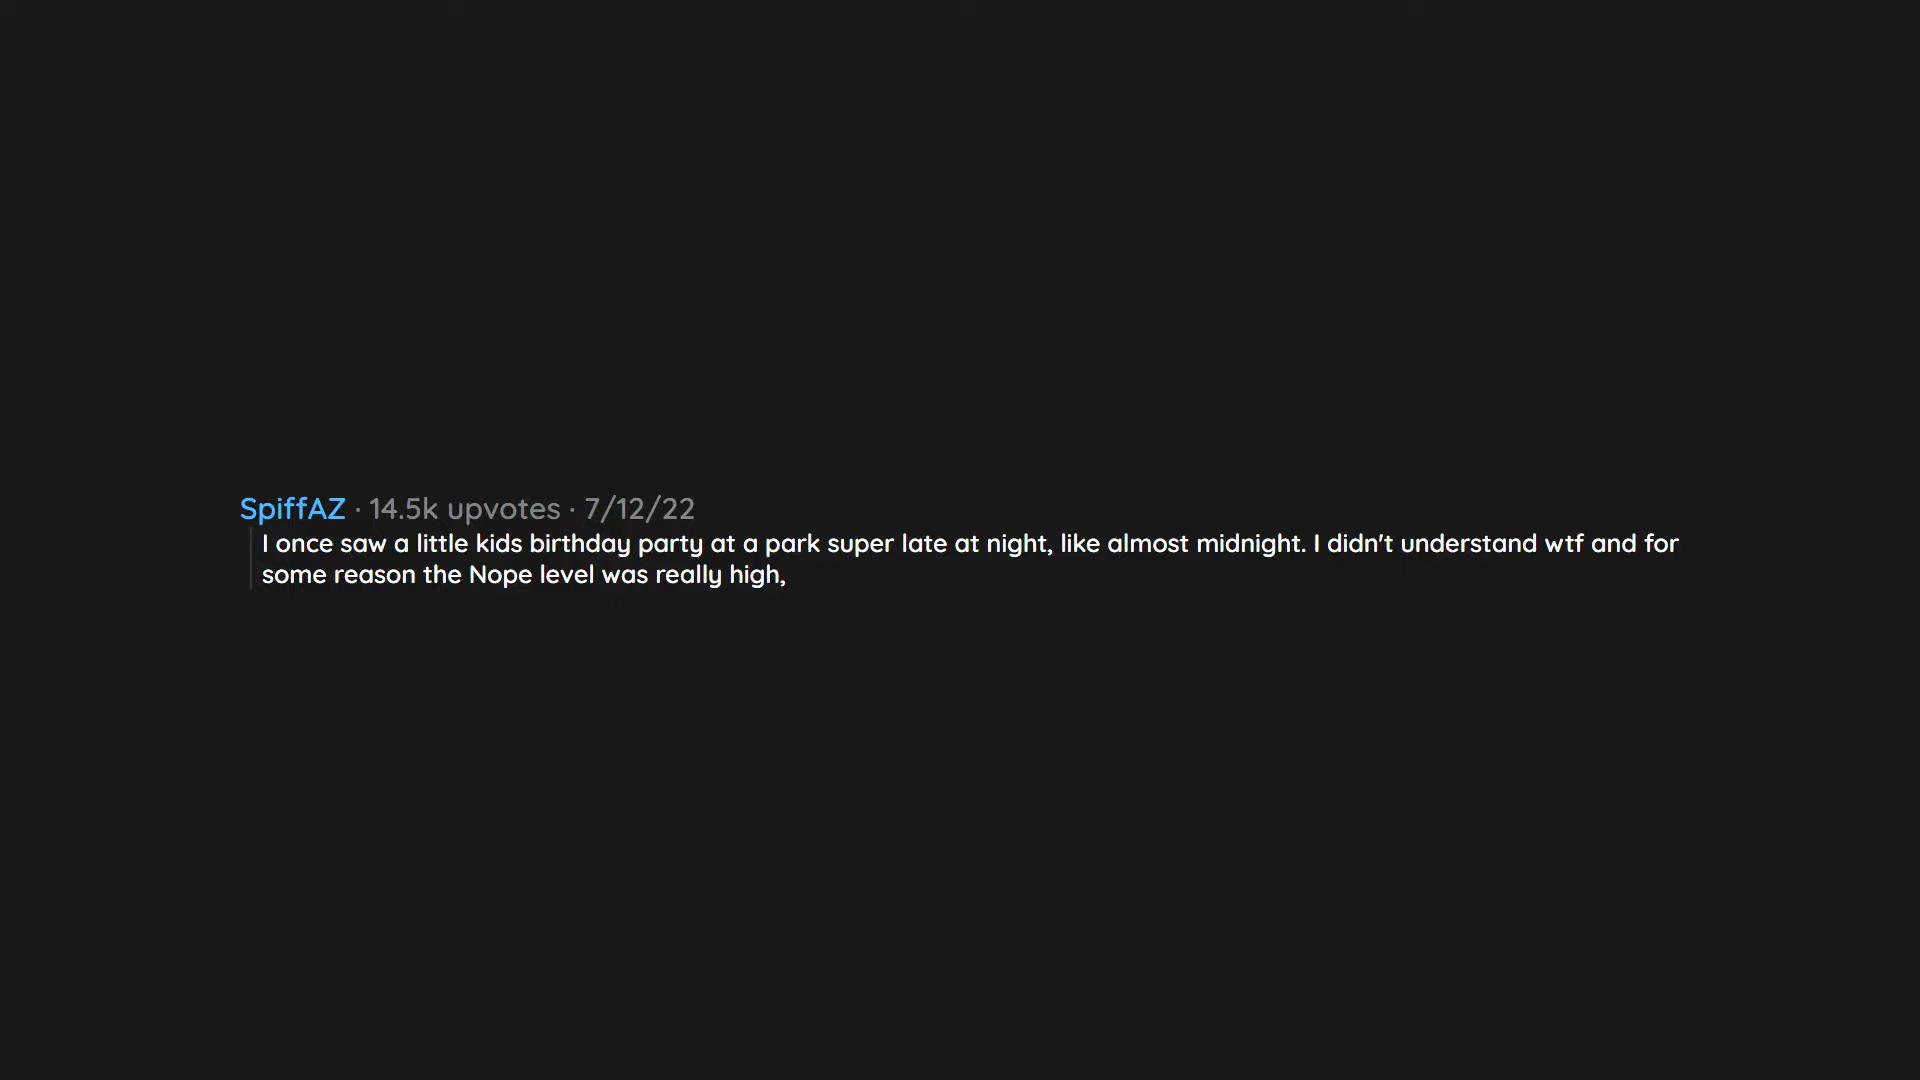 SpiffAZ · 14.5k upvotes · 7/12/22
I once saw a little kids birthday party at a park super late at night, like almost midnight. I didn't understand wtf and for
some reason the Nope level was really high,